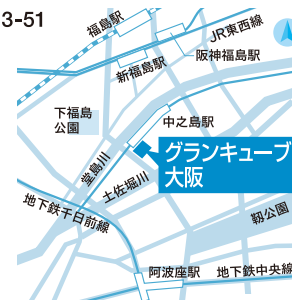 3-51
福島駅
JR東西線
阪神福島駅
新福島駅
下福島
公園
中之島駅
グランキューブ
大阪
堂島川
土佐堀川
地下鉄千日前線
靱公園
阿波座駅
地下鉄中央線